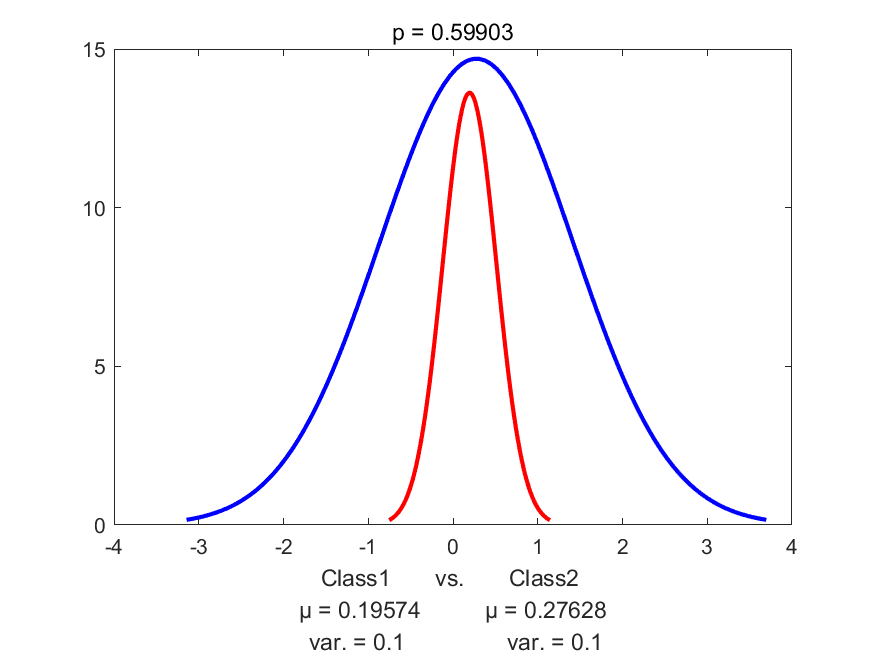 p = 0.59903
15
10
5
0
-4 -3 -2 -1 0 1 2 3 4
Class1 vs. Class2
μ = 0.19574 μ = 0.27628
var. = 0.1 var. = 0.1